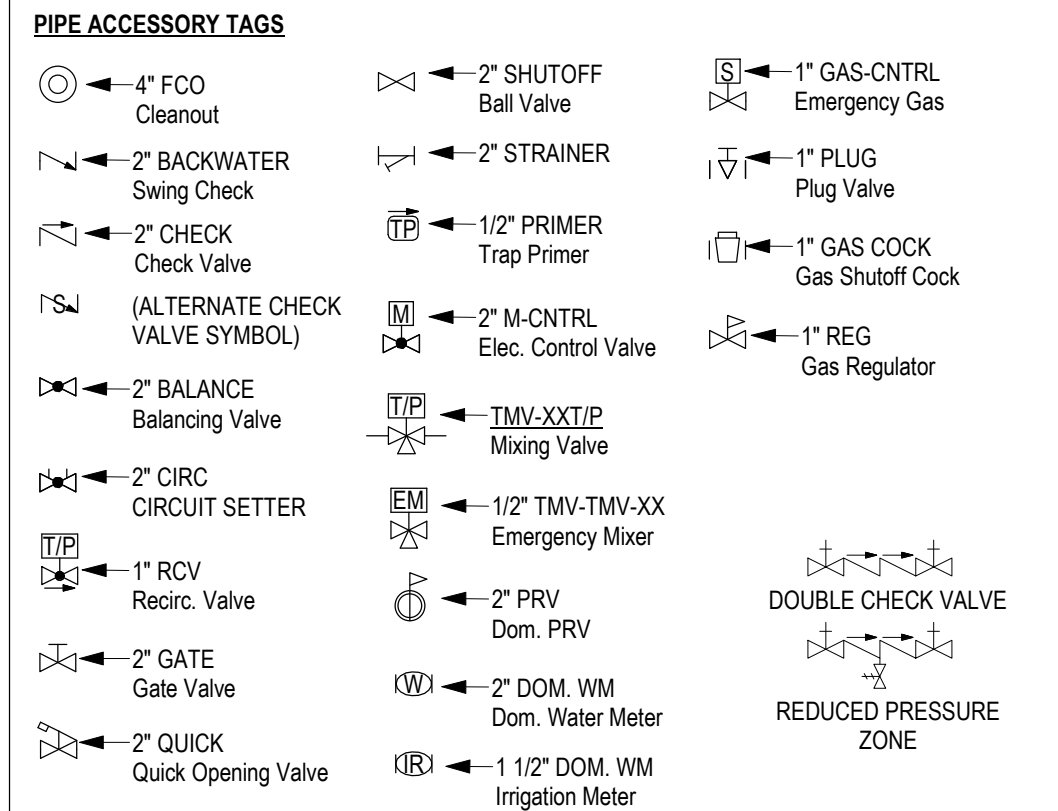 PIPE ACCESSORY TAGS
4" FCO
Cleanout
2" BACKWATER
Swing Check
2" CHECK
Check Valve
S
(ALTERNATE CHECK
VALVE SYMBOL)
2" BALANCE
Balancing Valve
2" CIRC
CIRCUIT SETTER
T/P
1" RCV
Recirc. Valve
2" GATE
Gate Valve
2" QUICK
Quick Opening Valve
2" SHUTOFF
Ball Valve
2" STRAINER
TP
1/2" PRIMER
Trap Primer
M
2" M-CNTRL
Elec. Control Valve
T/P
TMV-XXT/P
Mixing Valve
EM
1/2" TMV-TMV-XX
Emergency Mixer
2" PRV
Dom. PRV
W
2" DOM. WM
Dom. Water Meter
IR
1 1/2" DOM. WM
Irrigation Meter
S
1" GAS-CNTRL
Emergency Gas
1" PLUG
Plug Valve
1" GAS COCK
Gas Shutoff Cock
1" REG
Gas Regulator
DOUBLE CHECK VALVE
REDUCED PRESSURE
ZONE